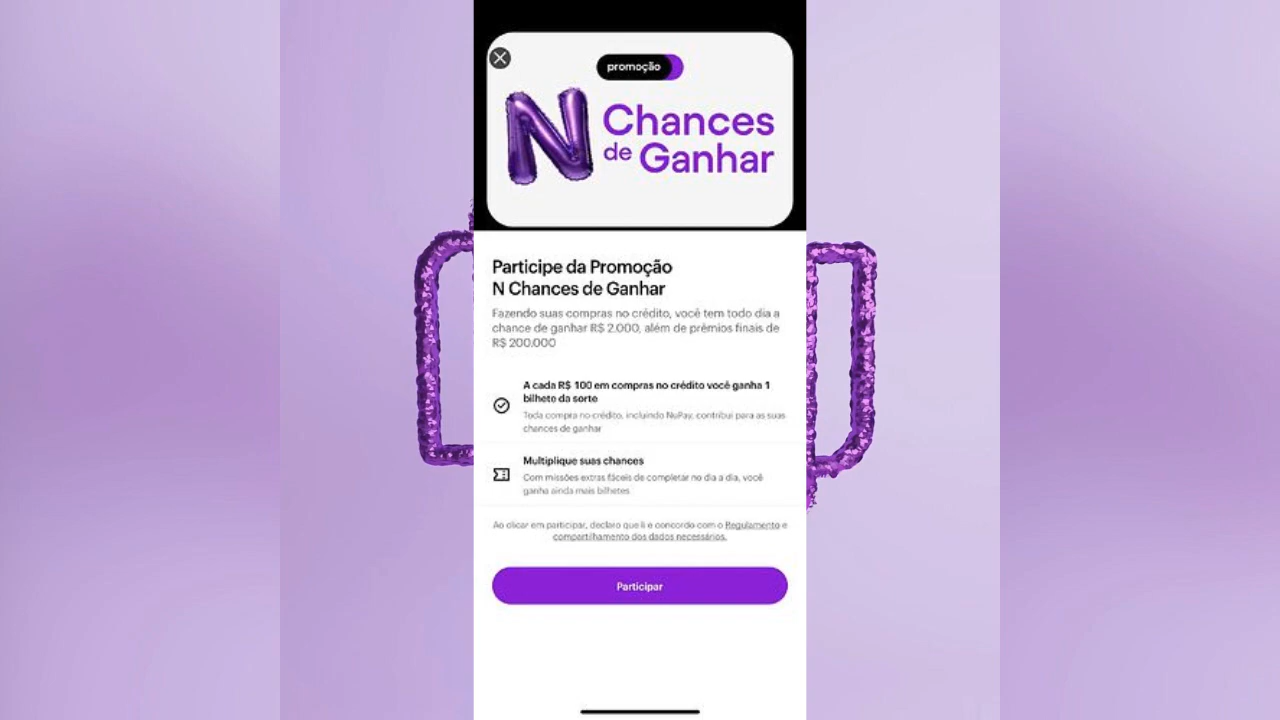 promoção
N Chances
de Ganhar
Participe da Promoção
N Chances de Ganhar
Fazendo suas compras no crédito, você tem todo dia a
chance de ganhar R$ 2.000, além de prêmios finais de
R$ 200.000
A cada R$ 100 em compras no crédito você ganha 1
bilhete da sorte
Toda compra no crédito, incluindo NuPay, contribui para as suas
chances de ganhar
Multiplique suas chances
Com missões extras fáceis de completar no dia a dia, você
ganha ainda mais bilhetes
Ao clicar em participar, declaro que li e concordo com o Regulamento e
compartilhamento dos dados necessários.
Participar